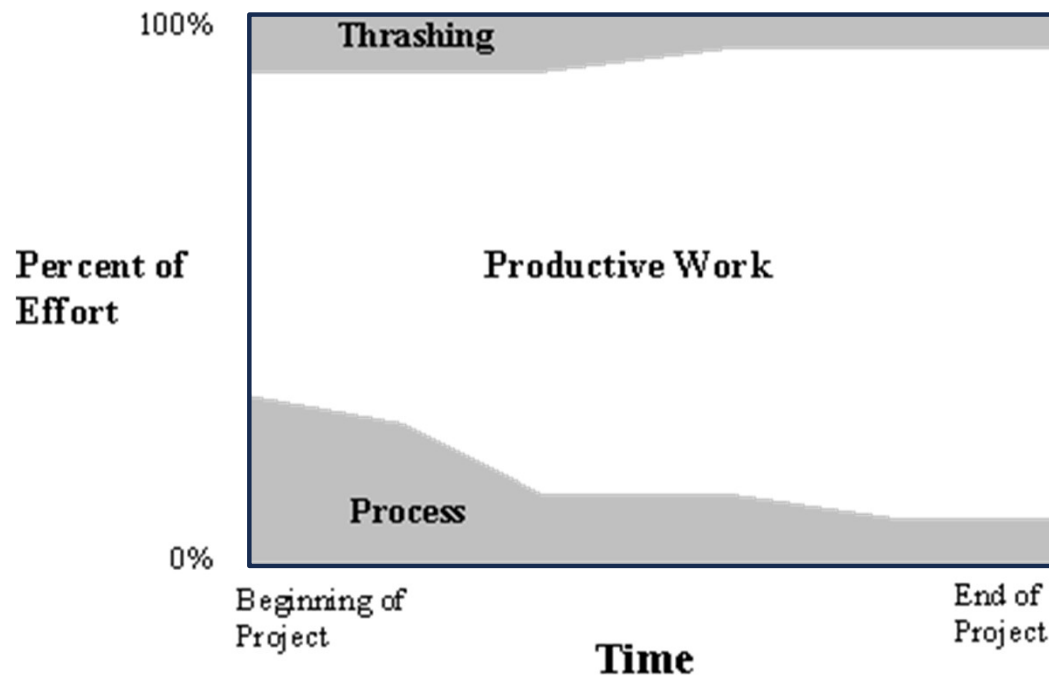 100%
Thrashing
Percent of
Effort
Productive Work
Process
0%
Beginning of
Project
End of
Project
Time